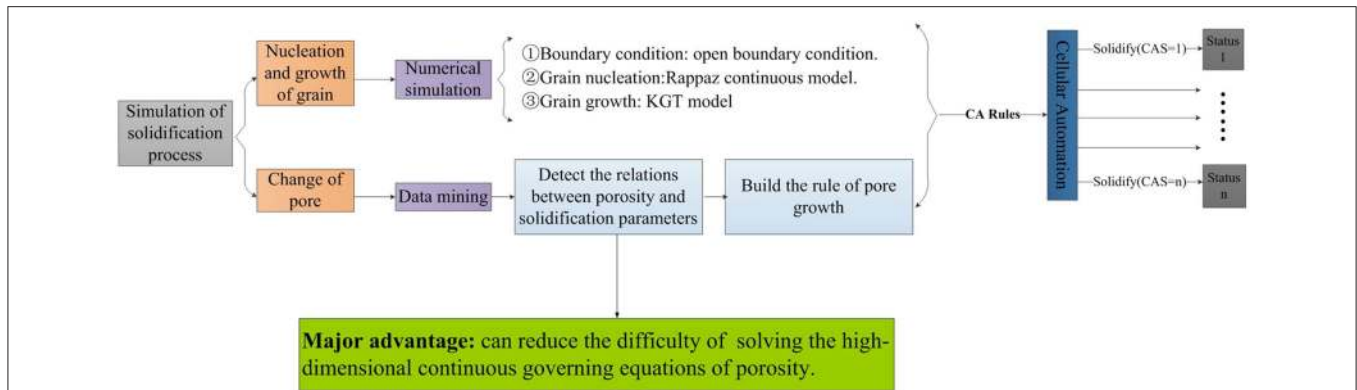 Simulation of
solidification
process
Nucleation
and growth
of grain
Numerical
simulation
①Boundary condition: open boundary condition.
②Grain nucleation:Rappaz continuous model.
③Grain growth: KGT model
Change of
pore
Data mining
Detect the relations
between porosity and
solidification parameters
Build the rule of pore
growth
CA Rules
Cellular Automation
Solidify(CAS=1)
Status
1
Solidify(CAS=n)
Status
n
Major advantage: can reduce the difficulty of solving the high-
dimensional continuous governing equations of porosity.